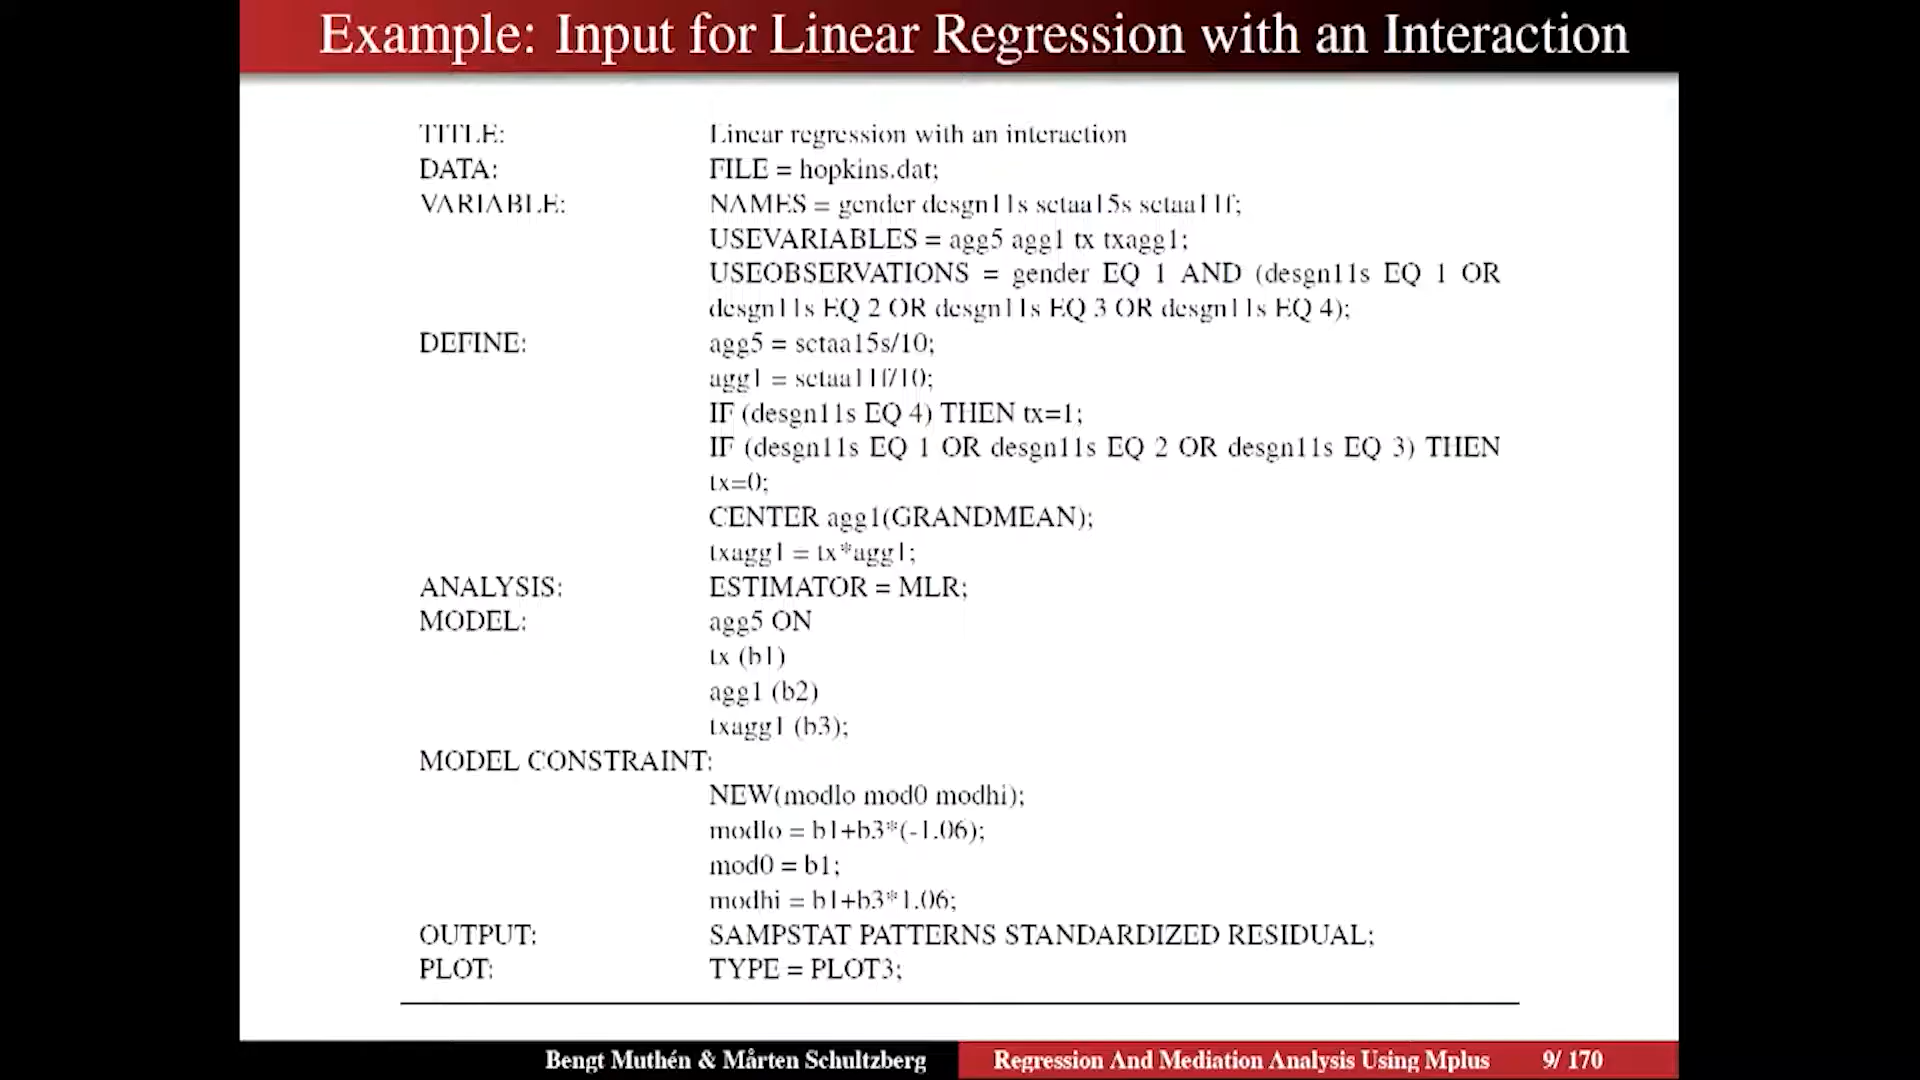 Example: Input for Linear Regression with an Interaction
TITLE: Linear regression with an interaction
DATA: FILE = hopkins.dat;
VARIABLE: NAMES = gender desgn11s sctaa15s sctaa11f;
USEVARIABLES = agg5 agg1 tx txagg1;
USEOBSERVATIONS = gender EQ 1 AND (desgn11s EQ 1 OR
desgn11s EQ 2 OR desgn11s EQ 3 OR desgn11s EQ 4);
DEFINE: agg5 = sctaa15s/10;
agg1 = sctaa11f/10;
IF (desgn11s EQ 4) THEN tx=1;
IF (desgn11s EQ 1 OR desgn11s EQ 2 OR desgn11s EQ 3) THEN
tx=0;
CENTER agg1(GRANDMEAN);
txagg1 = tx*agg1;
ANALYSIS: ESTIMATOR = MLR;
MODEL: agg5 ON
tx (b1)
agg1 (b2)
txagg1 (b3);
MODEL CONSTRAINT:
NEW(modlo mod0 modhi);
modlo = b1+b3*(-1.06);
mod0 = b1;
modhi = b1+b3*1.06;
OUTPUT: SAMPSTAT PATTERNS STANDARDIZED RESIDUAL;
PLOT: TYPE = PLOT3;
Bengt Muthén & Mårten Schultzberg Regression And Mediation Analysis Using Mplus 9/ 170